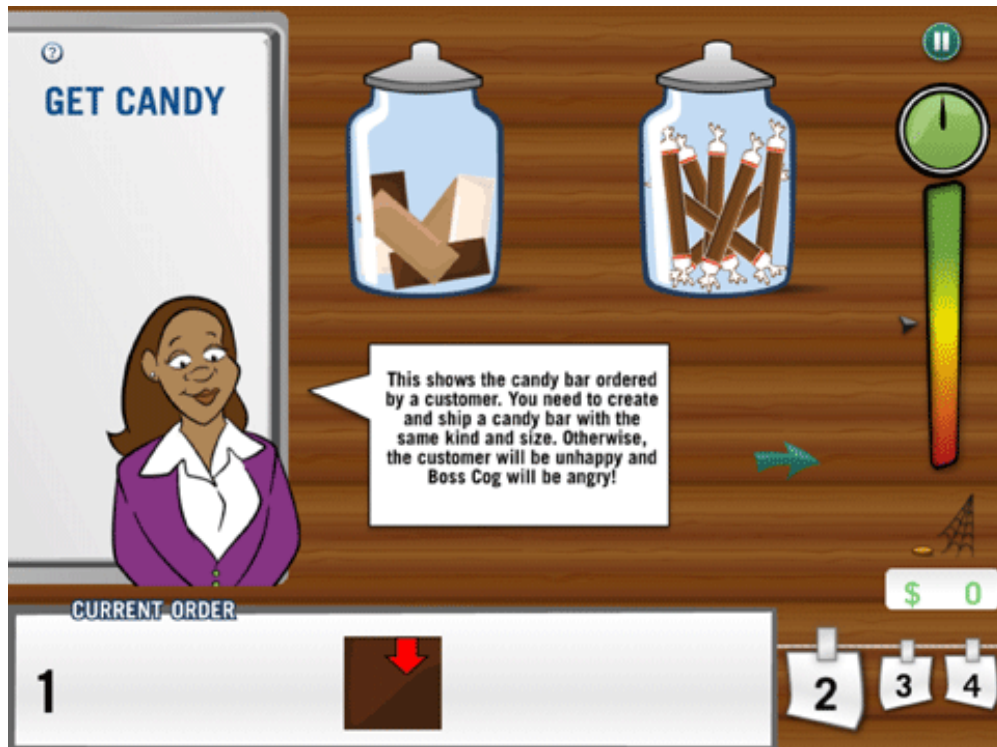 ?
GET CANDY
This shows the candy bar ordered
by a customer. You need to create
and ship a candy bar with the
same kind and size. Otherwise,
the customer will be unhappy and
Boss Cog will be angry!
$ 0
CURRENT ORDER
1
2 3 4